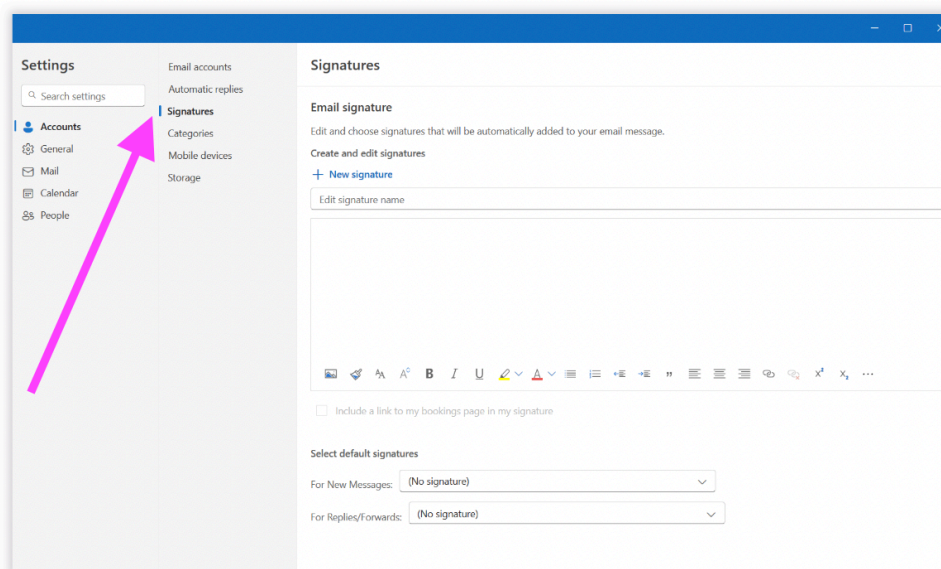 Settings
Search settings
Accounts
General
Mail
Calendar
People
Email accounts
Automatic replies
Signatures
Categories
Mobile devices
Storage
Signatures
Email signature
Edit and choose signatures that will be automatically added to your email message.
Create and edit signatures
+ New signature
Edit signature name
Include a link to my bookings page in my signature
Select default signatures
For New Messages: (No signature)
For Replies/Forwards: (No signature)